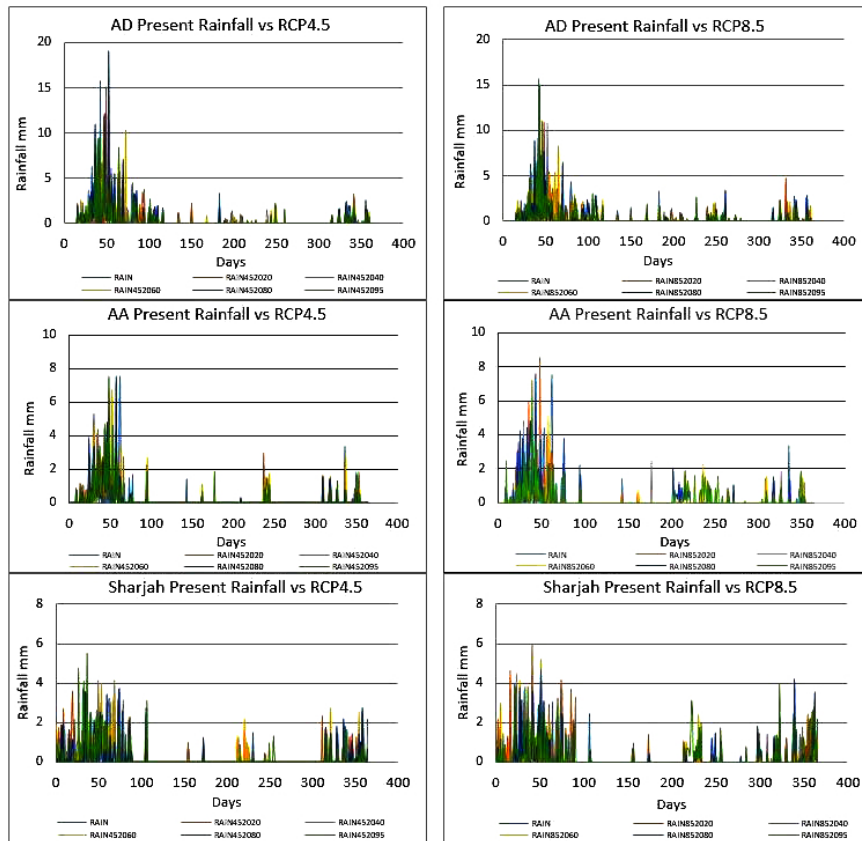 AD Present Rainfall vs RCP4.5
20
15
10
5
0
Rainfall mm
0 50 100 150 200 250 300 350 400
Days
RAIN RAIN452020 RAIN452040
RAIN452060 RAIN452080 RAIN452095
AD Present Rainfall vs RCP8.5
20
15
10
5
0
Rainfall mm
0 50 100 150 200 250 300 350 400
Days
RAIN RAIN852020 RAIN852040
RAIN852060 RAIN852080 RAIN852095
AA Present Rainfall vs RCP4.5
10
8
6
4
2
0
Rainfall mm
0 50 100 150 200 250 300 350 400
Days
RAIN RAIN452020 RAIN452040
RAIN452060 RAIN452080 RAIN452095
AA Present Rainfall vs RCP8.5
10
8
6
4
2
0
Rainfall mm
0 50 100 150 200 250 300 350 400
Days
RAIN RAIN852020 RAIN852040
RAIN852060 RAIN852080 RAIN852095
Sharjah Present Rainfall vs RCP4.5
8
6
4
2
0
Rainfall mm
0 50 100 150 200 250 300 350 400
Days
RAIN RAIN452020 RAIN452040
RAIN452060 RAIN452080 RAIN452095
Sharjah Present Rainfall vs RCP8.5
8
6
4
2
0
Rainfall mm
0 50 100 150 200 250 300 350 400
Days
RAIN RAIN852020 RAIN852040
RAIN852060 RAIN852080 RAIN852095